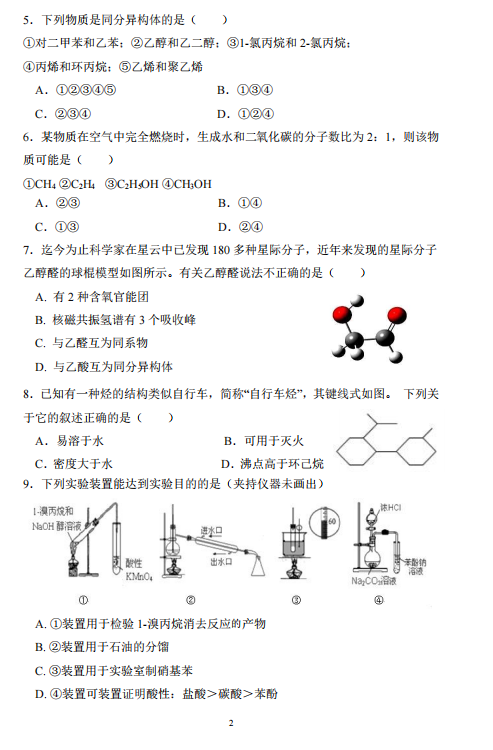 5．下列物质是同分异构体的是（　　）
①对二甲苯和乙苯；②乙醇和乙二醇；③1-氯丙烷和 2-氯丙烷；
④丙烯和环丙烷；⑤乙烯和聚乙烯
A．①②③④⑤ B．①③④
C．②③④ D．①②④
6．某物质在空气中完全燃烧时，生成水和二氧化碳的分子数比为 2：1，则该物
质可能是（　　）
①CH₄ ②C₂H₄ ③C₂H₅OH ④CH₃OH
A．②③ B．①④
C．①③ D．②④
7．迄今为止科学家在星云中已发现 180 多种星际分子，近年来发现的星际分子
乙醇醛的球棍模型如图所示。有关乙醇醛说法不正确的是（　　）
A. 有 2 种含氧官能团
B. 核磁共振氢谱有 3 个吸收峰
C. 与乙醛互为同系物
D. 与乙酸互为同分异构体
8．已知有一种烃的结构类似自行车，简称“自行车烃”，其键线式如图。 下列关
于它的叙述正确的是（　　）
A．易溶于水 B．可用于灭火
C．密度大于水 D．沸点高于环己烷
9．下列实验装置能达到实验目的的是（夹持仪器未画出）
1-溴丙烷和
NaOH 醇溶液
酸性
KMnO₄
进水口
出水口
60
浓HCl
Na₂CO₃溶液
苯酚钠
溶液
① ② ③ ④
A. ①装置用于检验 1-溴丙烷消去反应的产物
B. ②装置用于石油的分馏
C. ③装置用于实验室制硝基苯
D. ④装置可装置证明酸性：盐酸＞碳酸＞苯酚
2